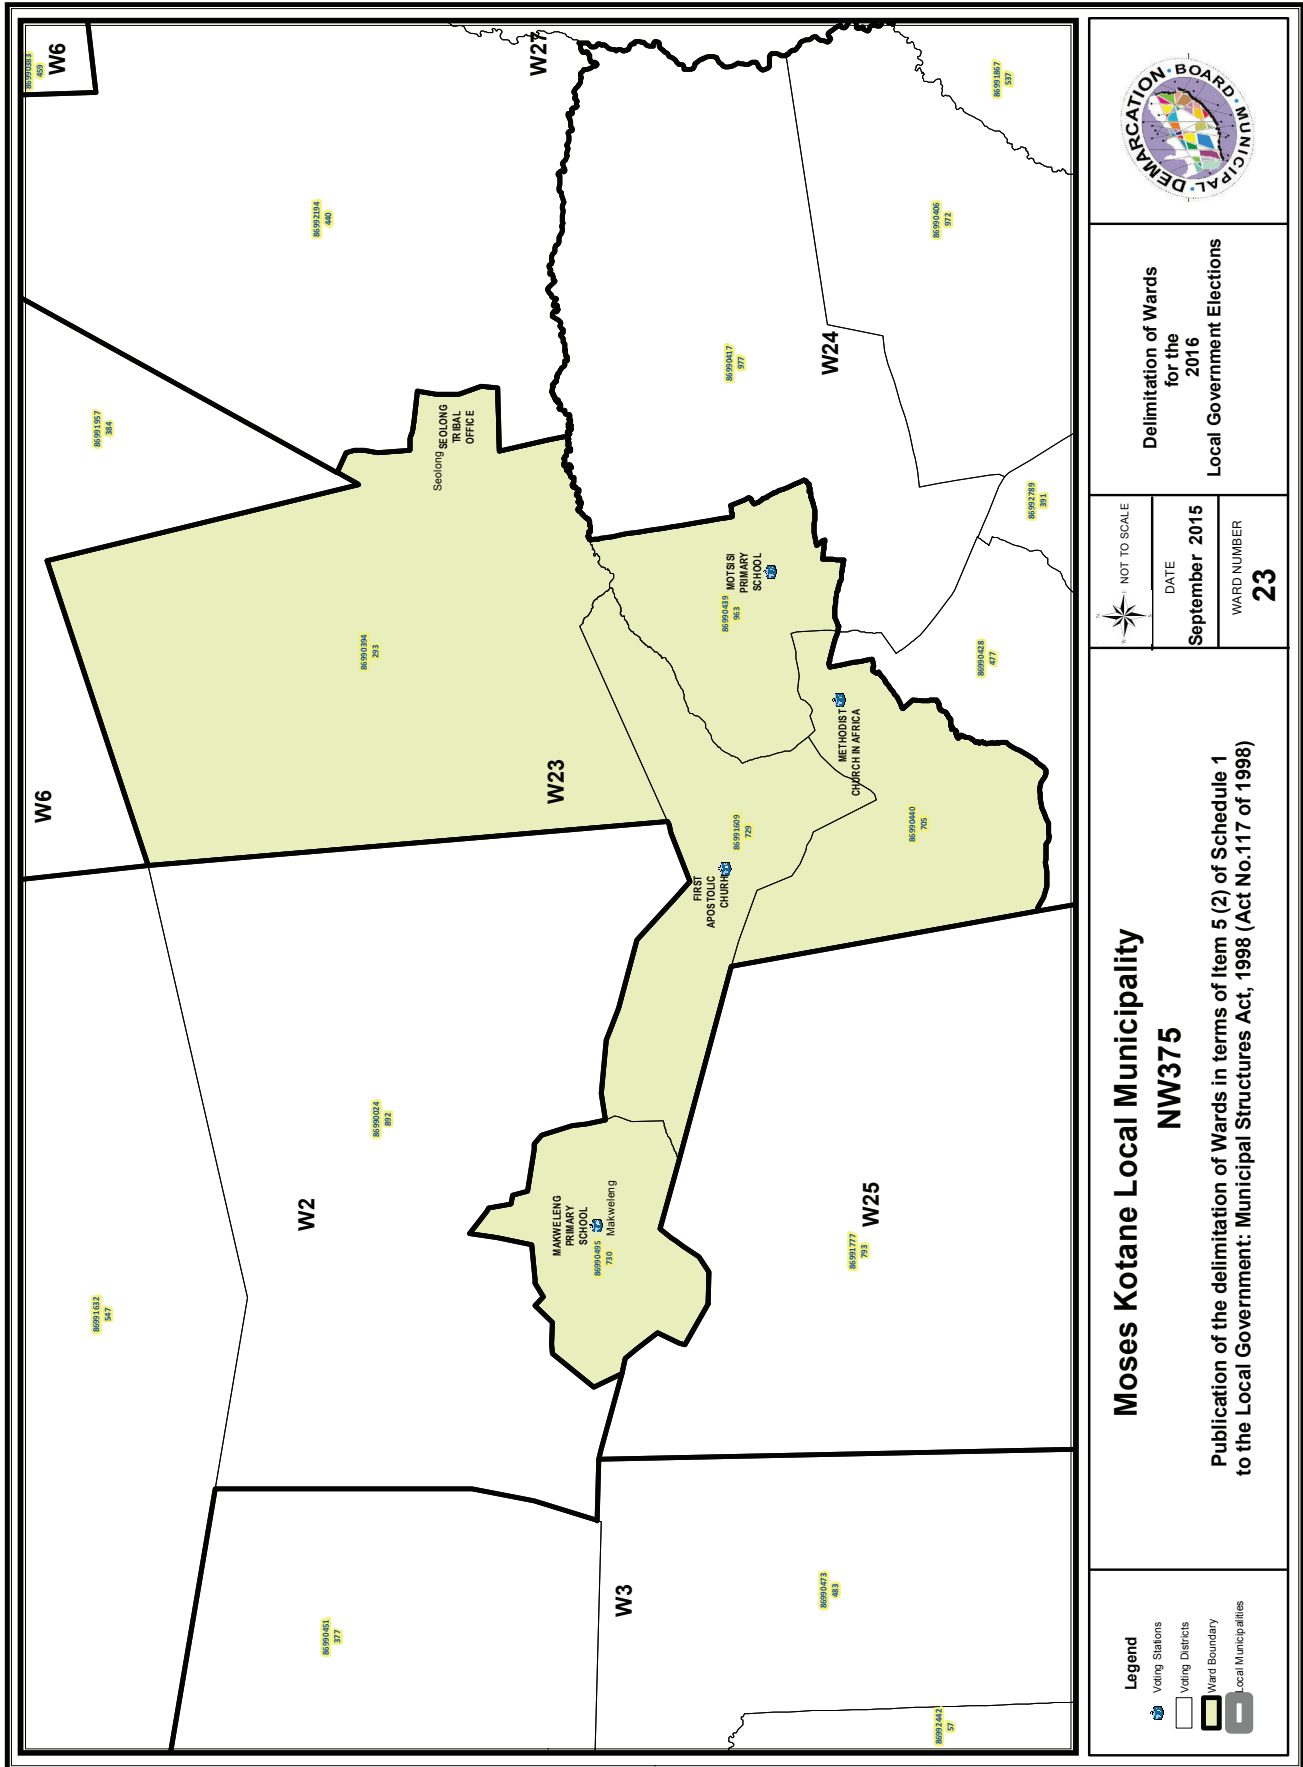 W6
86990383
459
W27
86991867
537
86992194
440
86990406
972
86991957
384
86990417
977
W24
Seolong
SEOLONG
TRIBAL
OFFICE
86992789
391
MOTSISI
PRIMARY
SCHOOL
86990439
963
86990394
293
86990428
477
METHODIST
CHURCH IN AFRICA
W6
W23
86991609
729
86990440
705
FIRST
APOSTOLIC
CHURH
86990024
892
W2
MAKWELENG
PRIMARY
SCHOOL
86990495
730
Makweleng
W25
86991777
793
86991632
547
W3
86990451
377
86990473
483
86992442
57
Legend
Voting Stations
Voting Districts
Ward Boundary
Local Municipalities
Moses Kotane Local Municipality
NW375
Publication of the delimitation of Wards in terms of Item 5 (2) of Schedule 1
to the Local Government: Municipal Structures Act, 1998 (Act No.117 of 1998)
N
W
E
S
NOT TO SCALE
DATE
September 2015
WARD NUMBER
23
Delimitation of Wards
for the
2016
Local Government Elections
MUNICIPAL • DEMARCATION • BOARD •